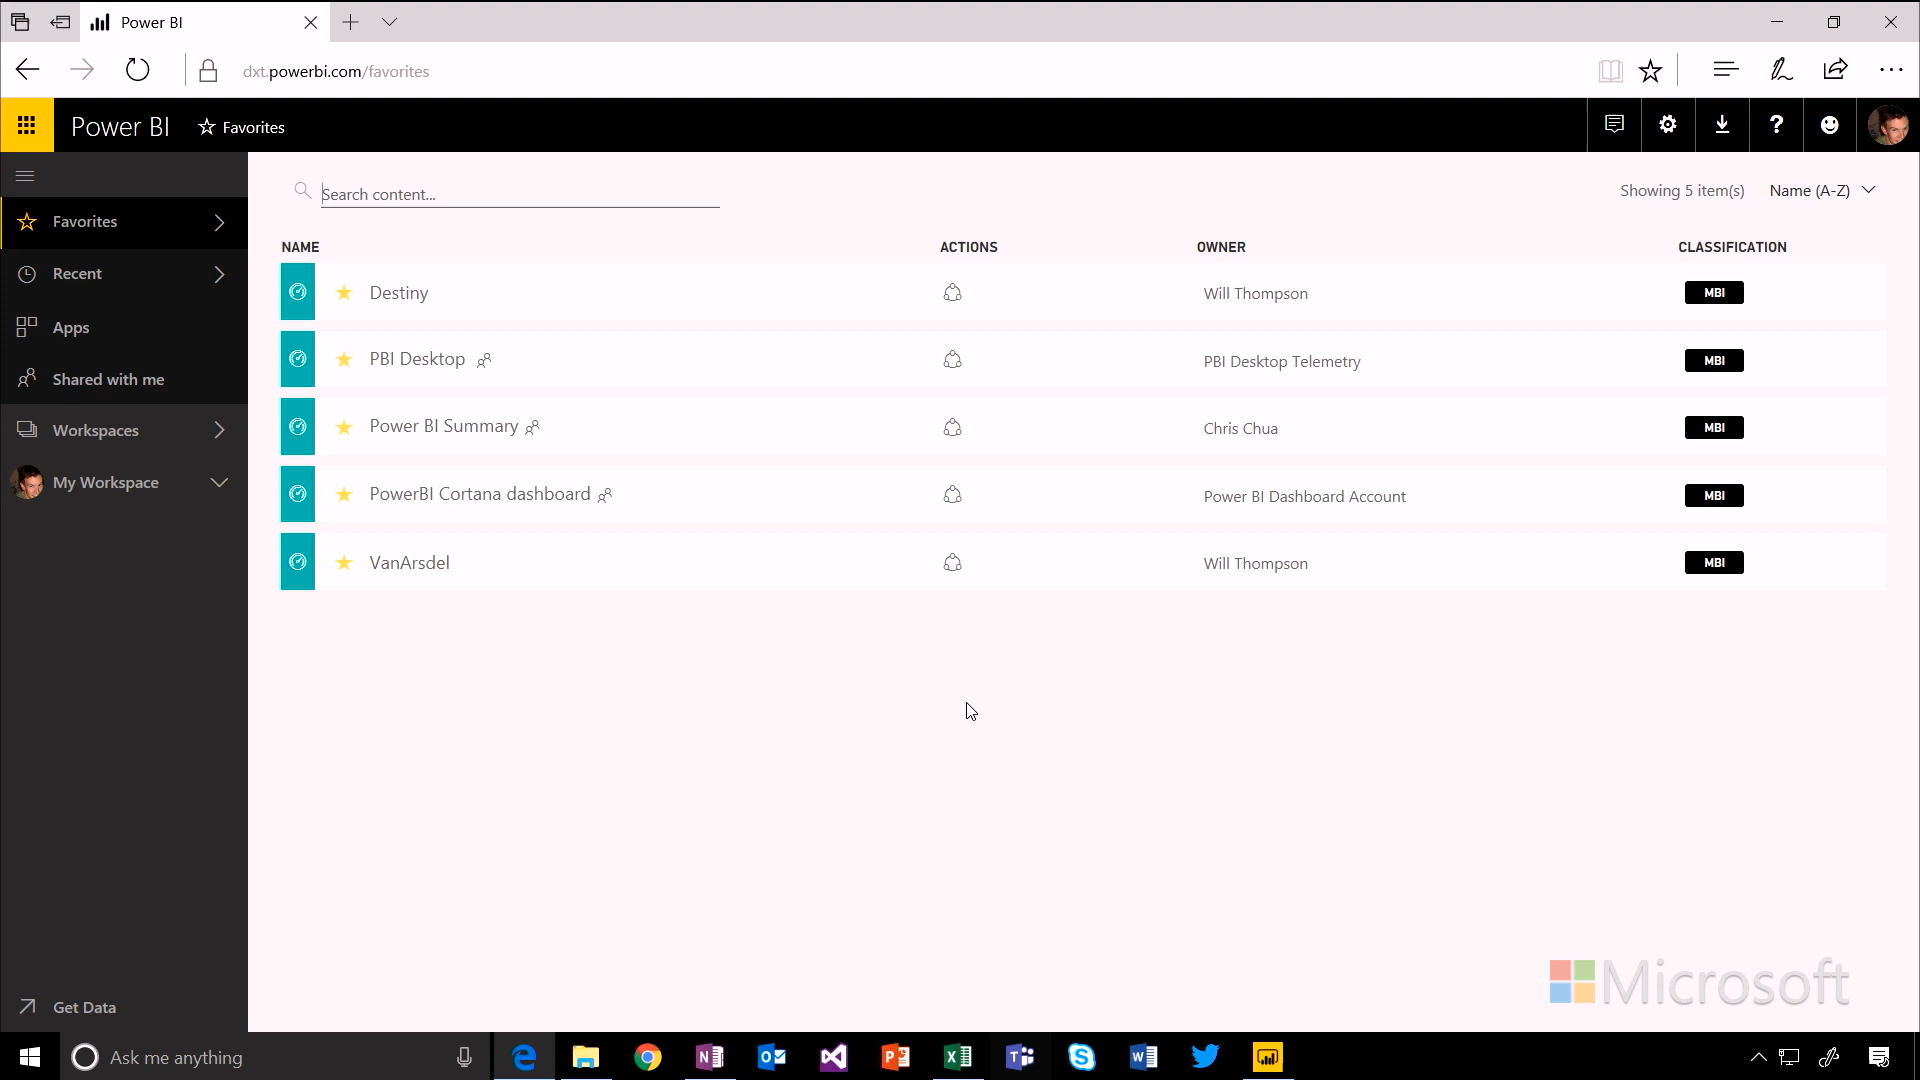 Power BI
dxt.powerbi.com/favorites
Power BI Favorites
Search content...
Showing 5 item(s) Name (A-Z)
Favorites
Recent
Apps
Shared with me
Workspaces
My Workspace
Get Data
NAME ACTIONS OWNER CLASSIFICATION
Destiny Will Thompson MBI
PBI Desktop PBI Desktop Telemetry MBI
Power BI Summary Chris Chua MBI
PowerBI Cortana dashboard Power BI Dashboard Account MBI
VanArsdel Will Thompson MBI
Microsoft
Ask me anything